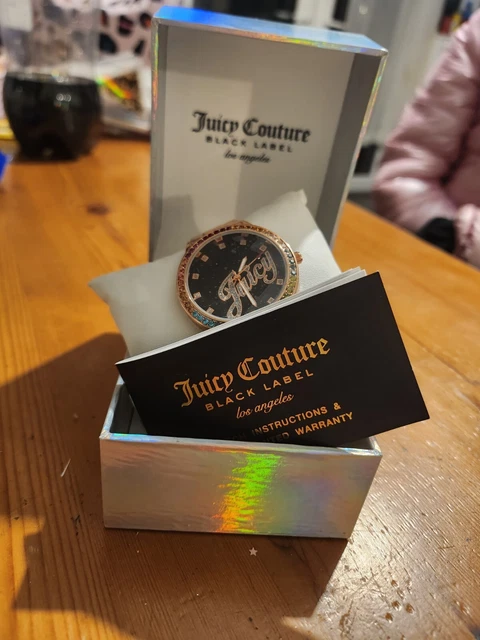 Juicy Couture
BLACK LABEL
los angeles
Juicy
Juicy Couture
BLACK LABEL
los angeles
INSTRUCTIONS &
WARRANTY